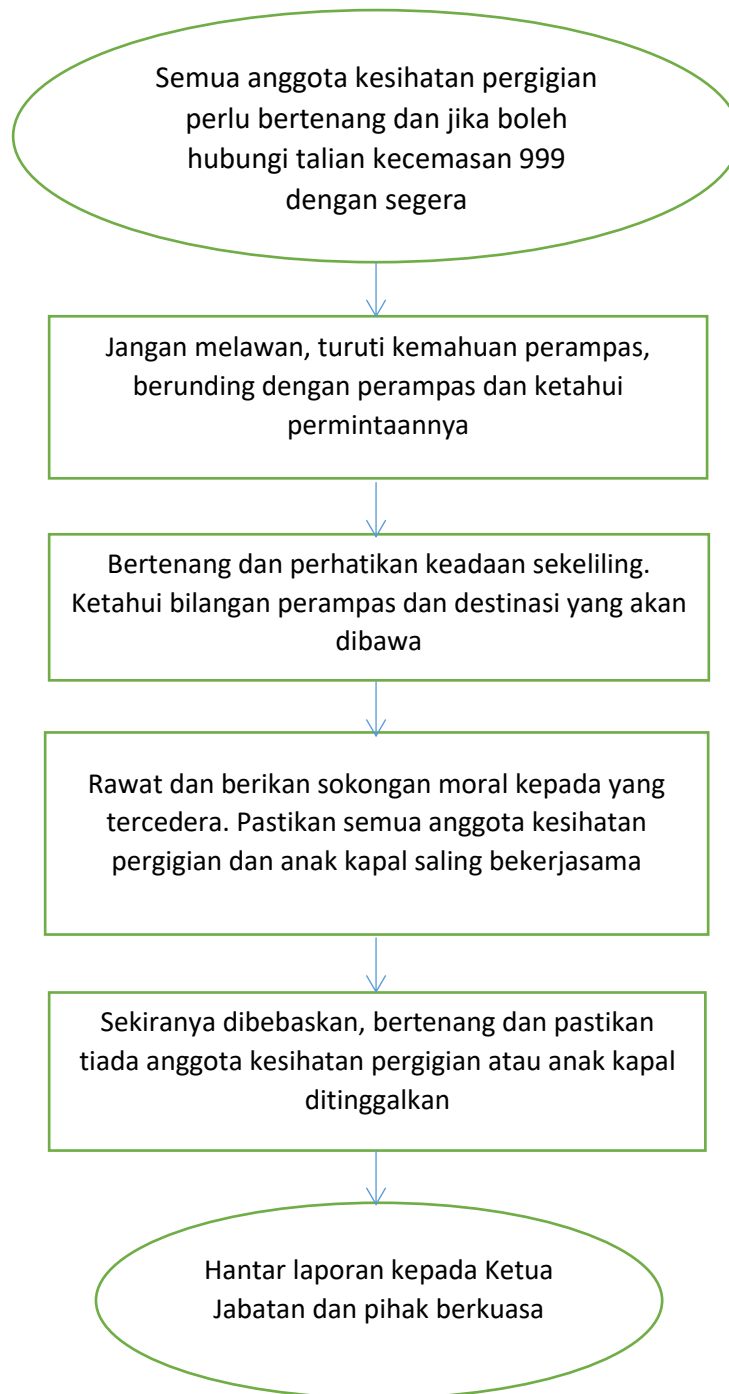 Semua anggota kesihatan pergigian
perlu bertenang dan jika boleh
hubungi talian kecemasan 999
dengan segera
Jangan melawan, turuti kemahuan perampas,
berunding dengan perampas dan ketahui
permintaannya
Bertenang dan perhatikan keadaan sekeliling.
Ketahui bilangan perampas dan destinasi yang akan
dibawa
Rawat dan berikan sokongan moral kepada yang
tercedera. Pastikan semua anggota kesihatan
pergigian dan anak kapal saling bekerjasama
Sekiranya dibebaskan, bertenang dan pastikan
tiada anggota kesihatan pergigian atau anak kapal
ditinggalkan
Hantar laporan kepada Ketua
Jabatan dan pihak berkuasa